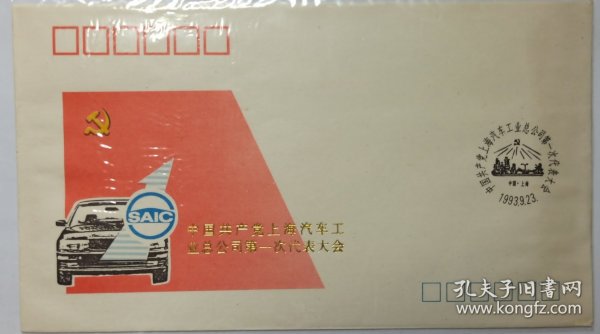 SAIC
中国共产党上海汽车工
业总公司第一次代表大会
中国共产党上海汽车工业总公司第一次代表大会
中国·上海
1993.9.23.
孔夫子旧书网
www.kongfz.com